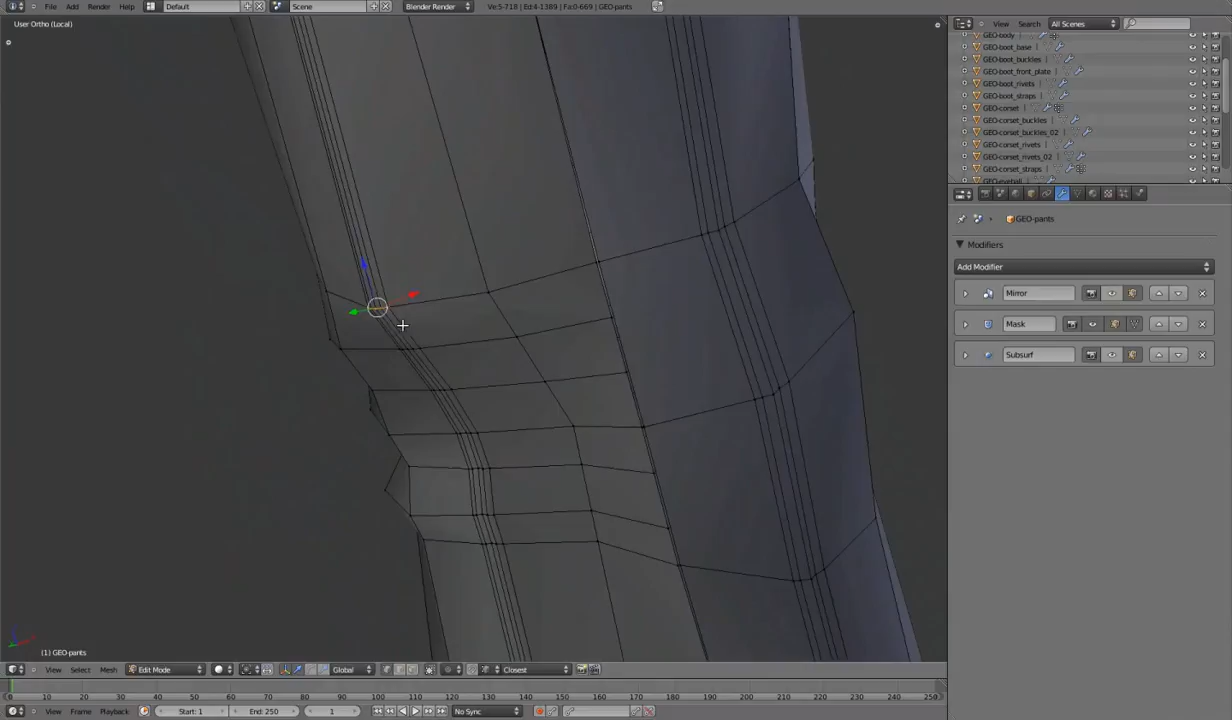 File Add Render Help Default Scene Blender Render Ve:5-718 | Ed:4-1389 | Fa:0-669 | GEO-pants
User Ortho (Local)
View Search All Scenes
GEO-body
GEO-boot_base
GEO-boot_buckles
GEO-boot_front_plate
GEO-boot_rivets
GEO-boot_straps
GEO-corset
GEO-corset_buckles
GEO-corset_buckles_02
GEO-corset_rivets
GEO-corset_rivets_02
GEO-corset_straps
GEO-eyeball
GEO-pants
Modifiers
Add Modifier
Mirror
Mask
Subsurf
(1) GEO-pants
View Select Mesh Edit Mode Global Closest
0 10 20 30 40 50 60 70 80 90 100 110 120 130 140 150 160 170 180 190 200 210 220 230 240 250
View Frame Playback Start: 1 End: 250 1 No Sync